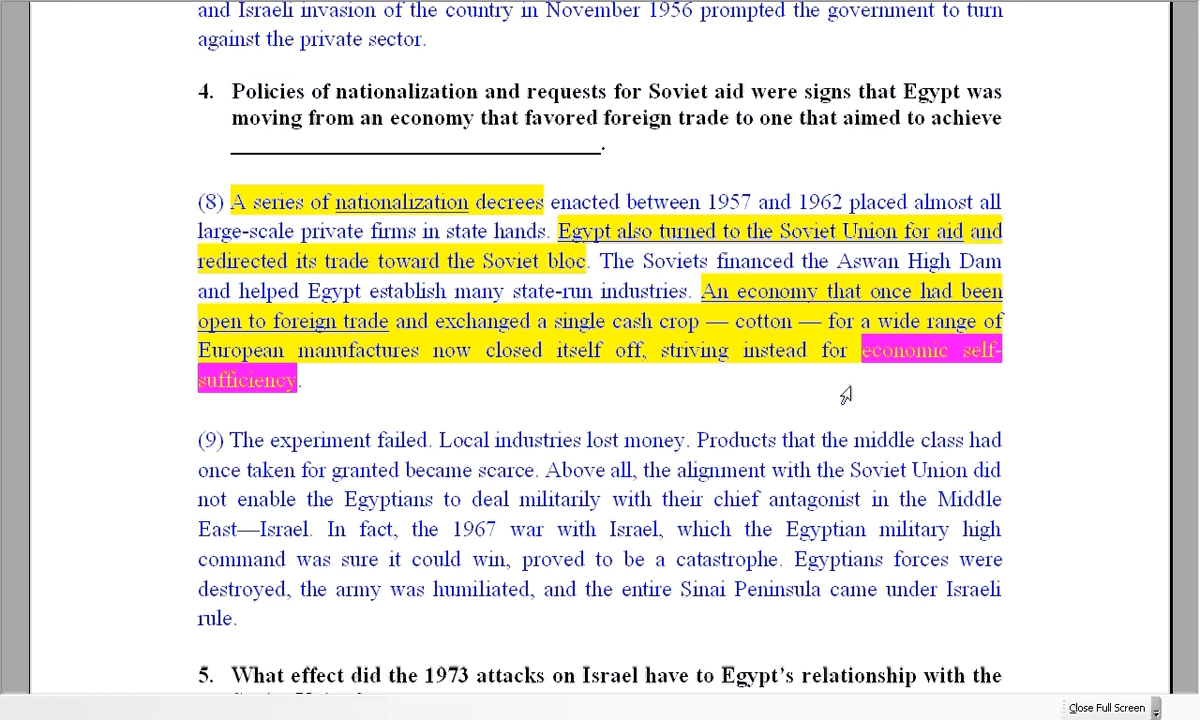 and Israeli invasion of the country in November 1956 prompted the government to turn
against the private sector.
4. Policies of nationalization and requests for Soviet aid were signs that Egypt was
moving from an economy that favored foreign trade to one that aimed to achieve
__________________________________.
(8) A series of nationalization decrees enacted between 1957 and 1962 placed almost all
large-scale private firms in state hands. Egypt also turned to the Soviet Union for aid and
redirected its trade toward the Soviet bloc. The Soviets financed the Aswan High Dam
and helped Egypt establish many state-run industries. An economy that once had been
open to foreign trade and exchanged a single cash crop — cotton — for a wide range of
European manufactures now closed itself off, striving instead for economic self-
sufficiency.
(9) The experiment failed. Local industries lost money. Products that the middle class had
once taken for granted became scarce. Above all, the alignment with the Soviet Union did
not enable the Egyptians to deal militarily with their chief antagonist in the Middle
East—Israel. In fact, the 1967 war with Israel, which the Egyptian military high
command was sure it could win, proved to be a catastrophe. Egyptians forces were
destroyed, the army was humiliated, and the entire Sinai Peninsula came under Israeli
rule.
5. What effect did the 1973 attacks on Israel have to Egypt's relationship with the
Close Full Screen